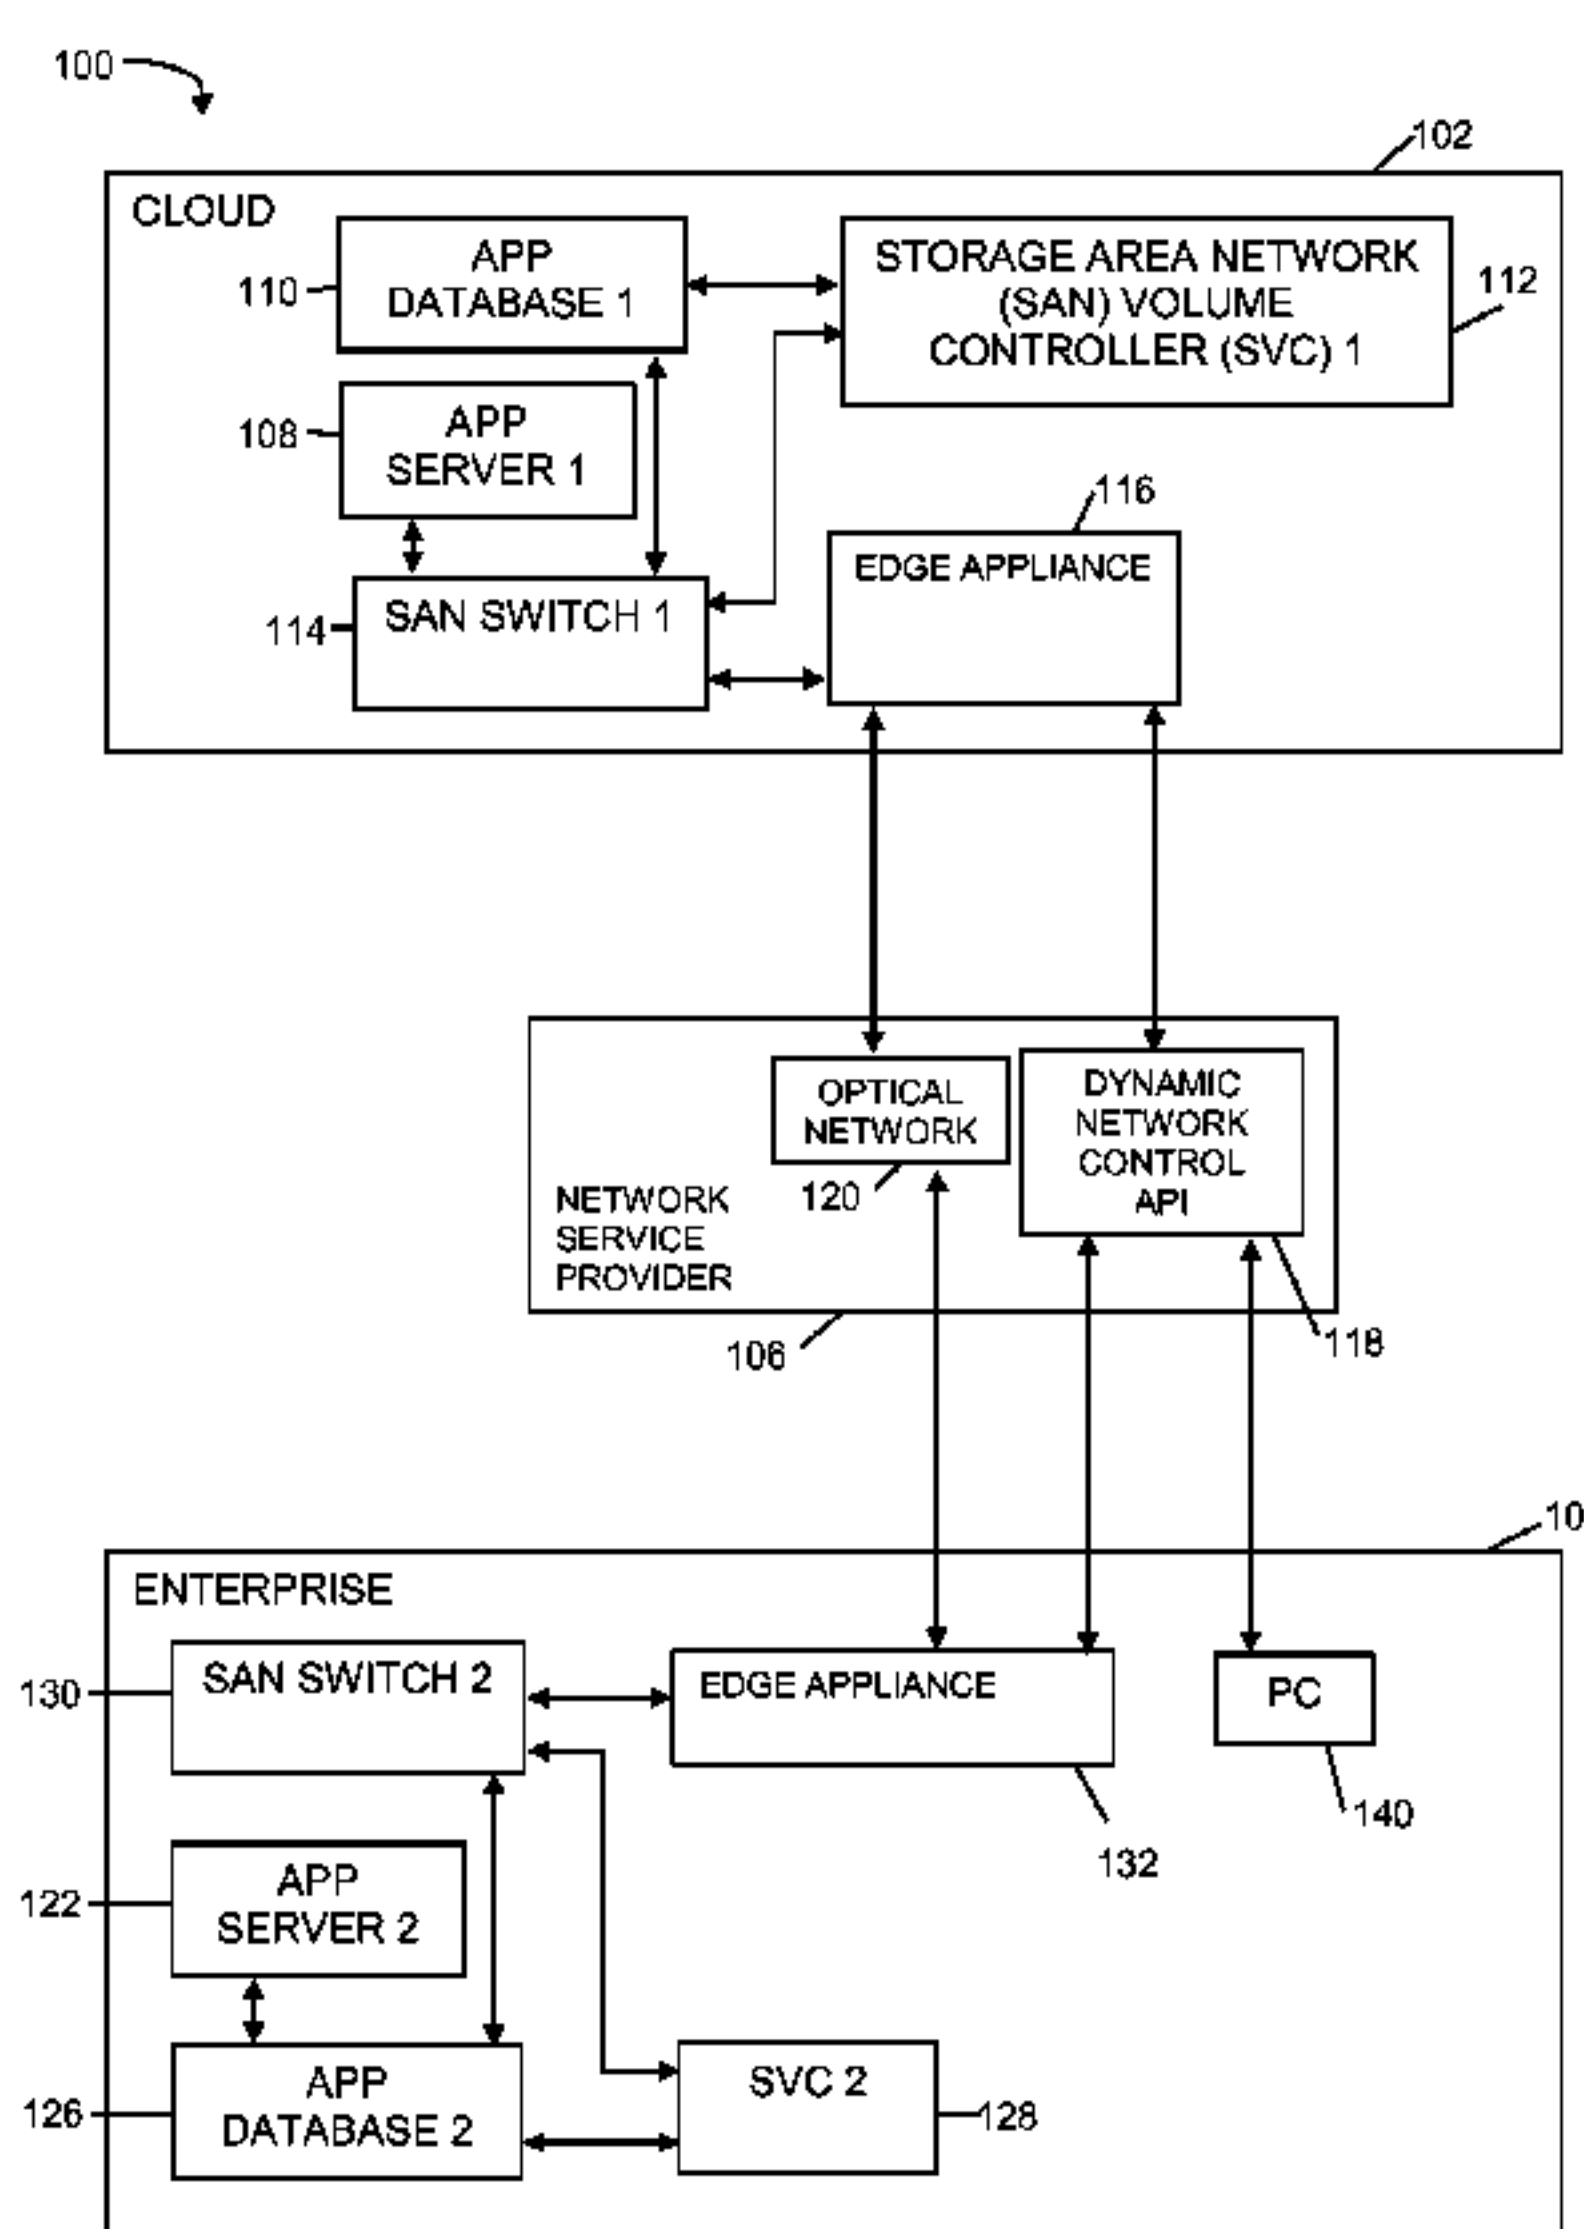 100
102
CLOUD
APP
DATABASE 1
110
STORAGE AREA NETWORK
(SAN) VOLUME
CONTROLLER (SVC) 1
112
APP
SERVER 1
108
116
EDGE APPLIANCE
SAN SWITCH 1
114
OPTICAL
NETWORK
120
DYNAMIC
NETWORK
CONTROL
API
NETWORK
SERVICE
PROVIDER
106
118
10
ENTERPRISE
SAN SWITCH 2
130
EDGE APPLIANCE
PC
140
132
APP
SERVER 2
122
APP
DATABASE 2
126
SVC 2
128